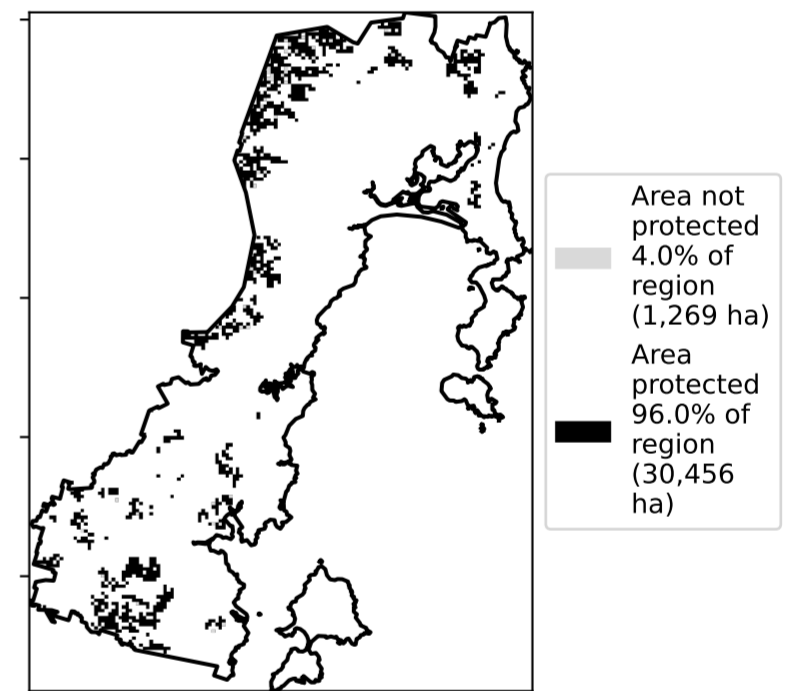 Area not
protected
4.0% of
region
(1,269 ha)
Area
protected
96.0% of
region
(30,456
ha)